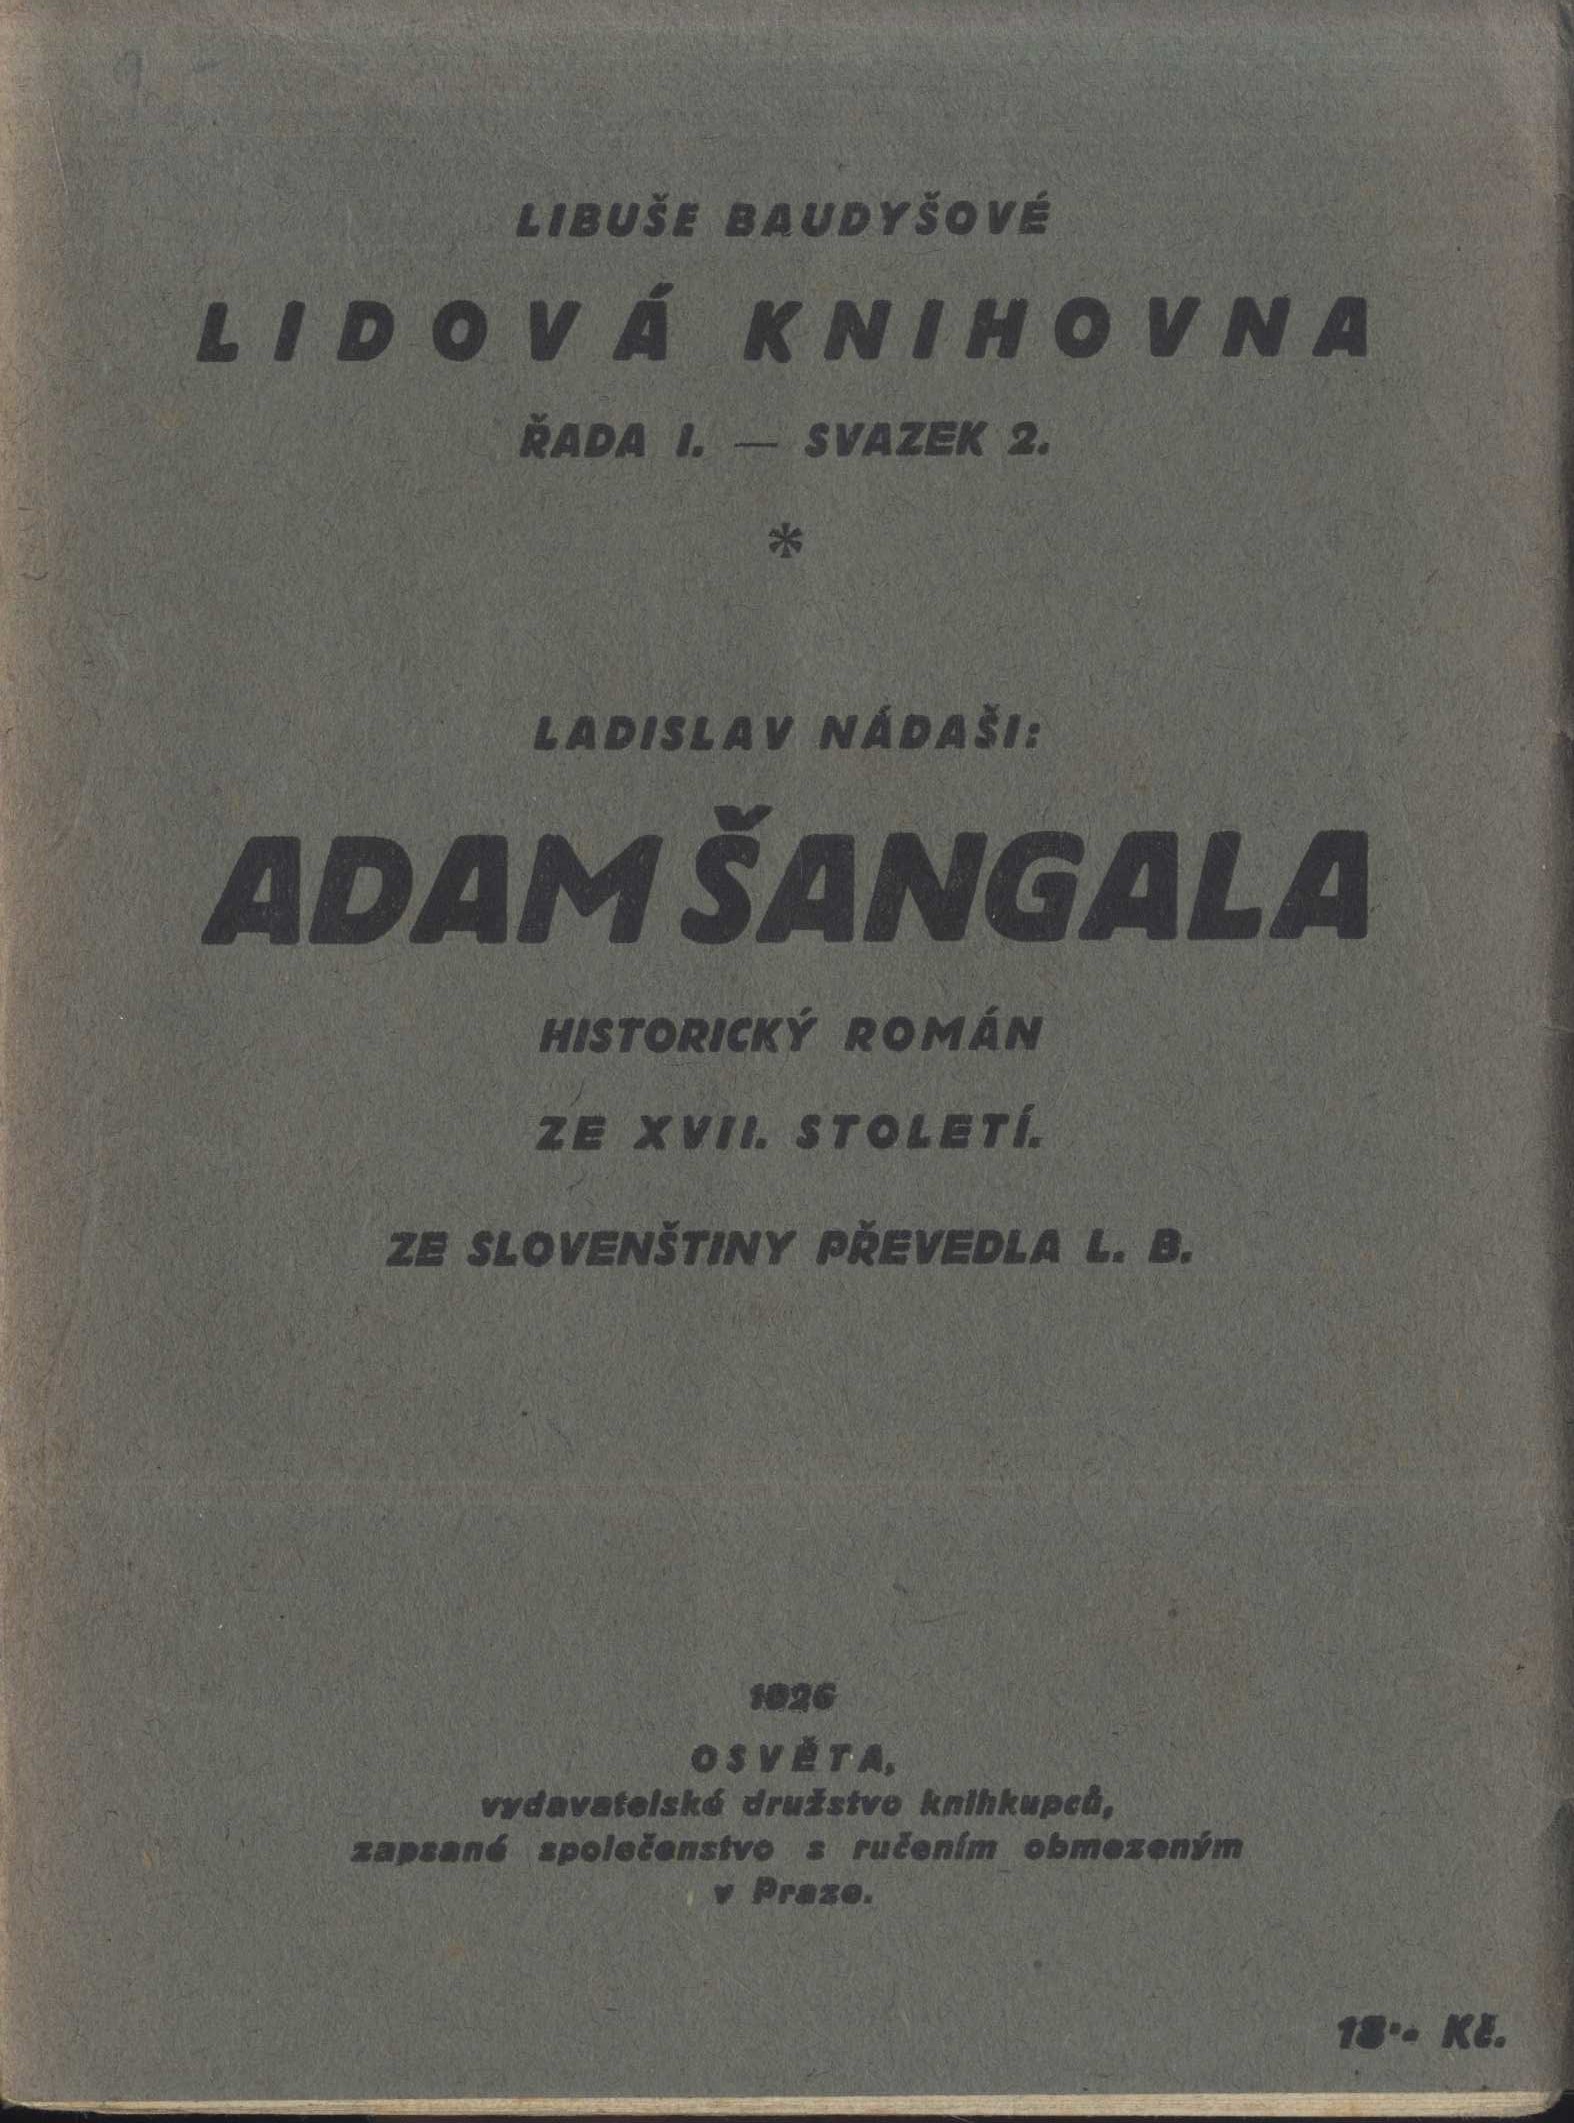 LIBUŠE BAUDYŠOVÉ
LIDOVÁ KNIHOVNA
ŘADA I. — SVAZEK 2.
*
LADISLAV NÁDAŠI:
ADAM ŠANGALA
HISTORICKÝ ROMÁN
ZE XVII. STOLETÍ.
ZE SLOVENŠTINY PŘEVEDLA L. B.
1926
OSVĚTA,
vydavatelské družstvo knihkupců,
zapsané společenstvo s ručením obmezeným
v Praze.
18·- Kč.